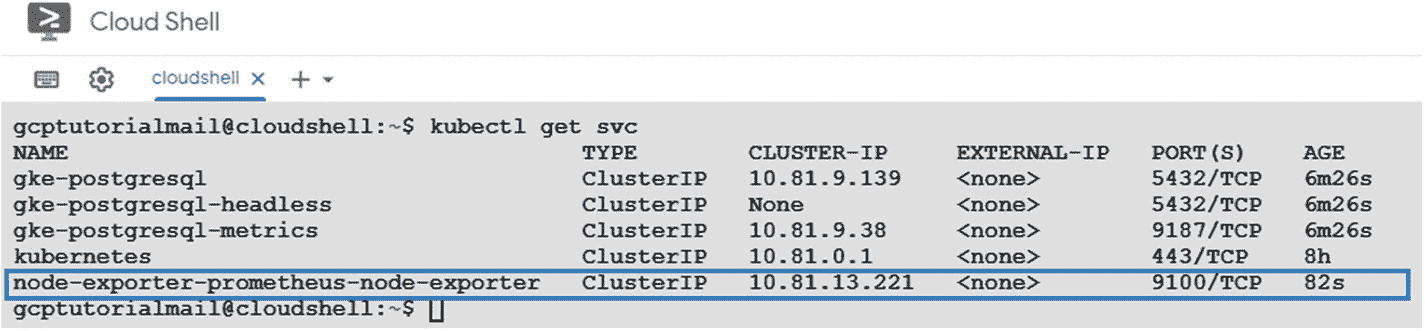 Cloud Shell
cloudshell
gcptutorialmail@cloudshell:~$ kubectl get svc
NAME TYPE CLUSTER-IP EXTERNAL-IP PORT(S) AGE
gke-postgresql ClusterIP 10.81.9.139 <none> 5432/TCP 6m26s
gke-postgresql-headless ClusterIP None <none> 5432/TCP 6m26s
gke-postgresql-metrics ClusterIP 10.81.9.38 <none> 9187/TCP 6m26s
kubernetes ClusterIP 10.81.0.1 <none> 443/TCP 8h
node-exporter-prometheus-node-exporter ClusterIP 10.81.13.221 <none> 9100/TCP 82s
gcptutorialmail@cloudshell:~$